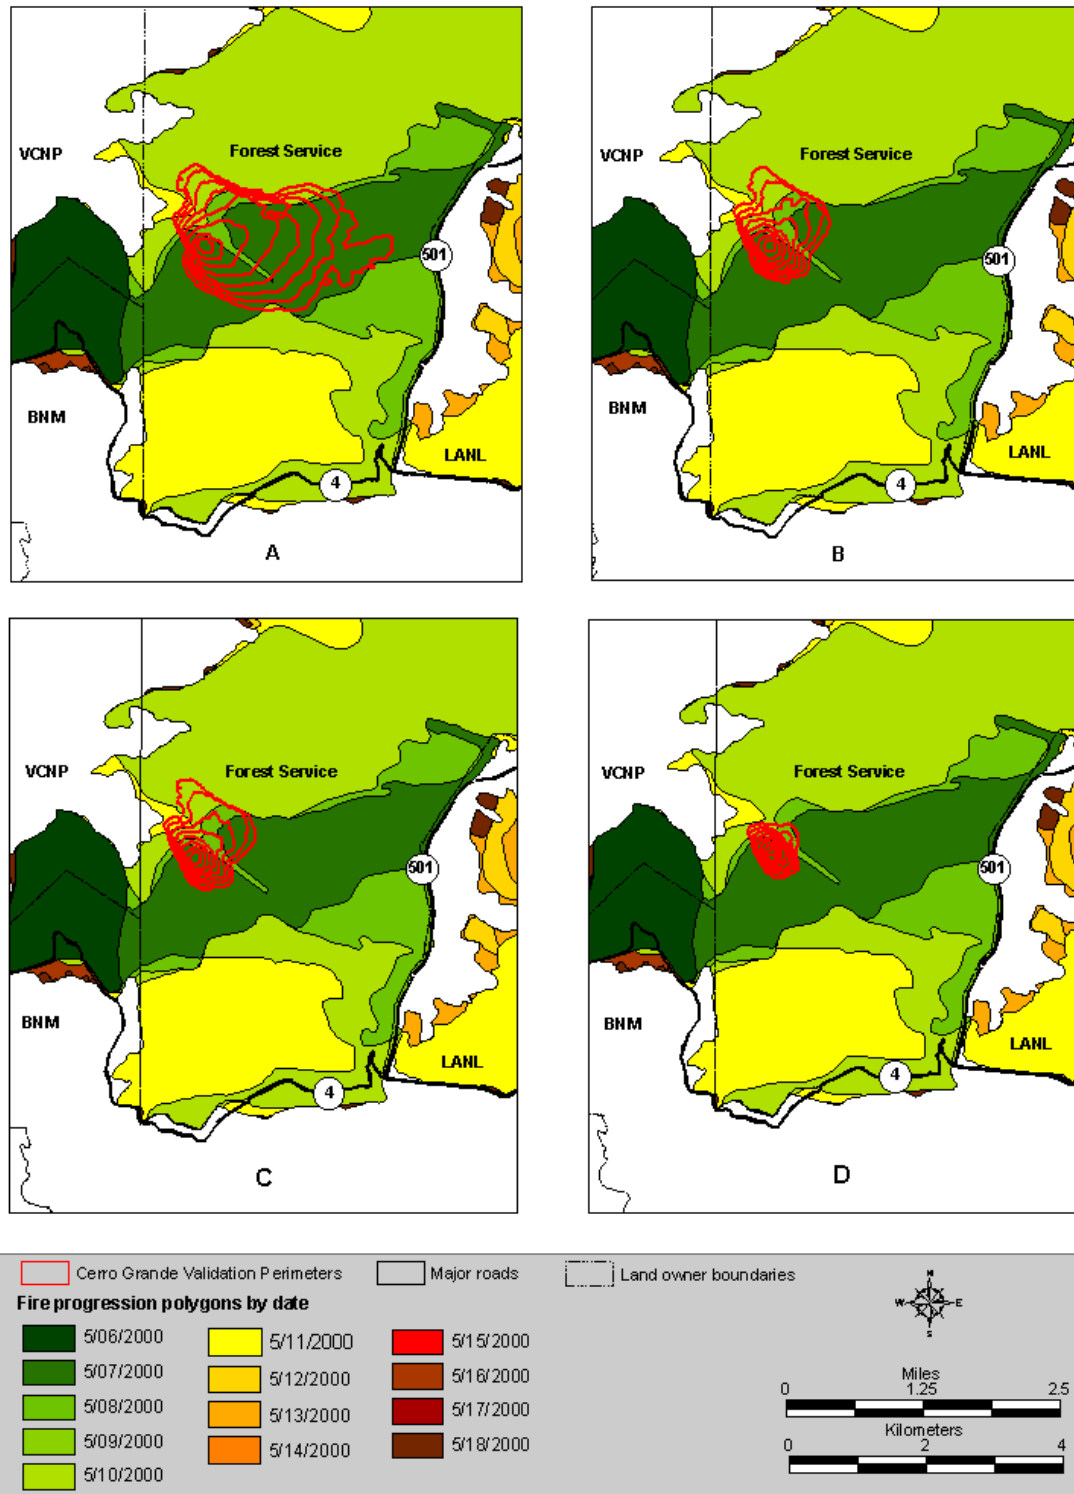 VCNP
Forest Service
501
BNM
LANL
4
A
VCNP
Forest Service
501
BNM
LANL
4
B
VCNP
Forest Service
501
BNM
LANL
4
C
VCNP
Forest Service
501
BNM
LANL
4
D
Cerro Grande Validation Perimeters
Major roads
Land owner boundaries
Fire progression polygons by date
5/06/2000
5/07/2000
5/08/2000
5/09/2000
5/10/2000
5/11/2000
5/12/2000
5/13/2000
5/14/2000
5/15/2000
5/16/2000
5/17/2000
5/18/2000
N
W E
S
Miles
0 1.25 2.5
Kilometers
0 2 4